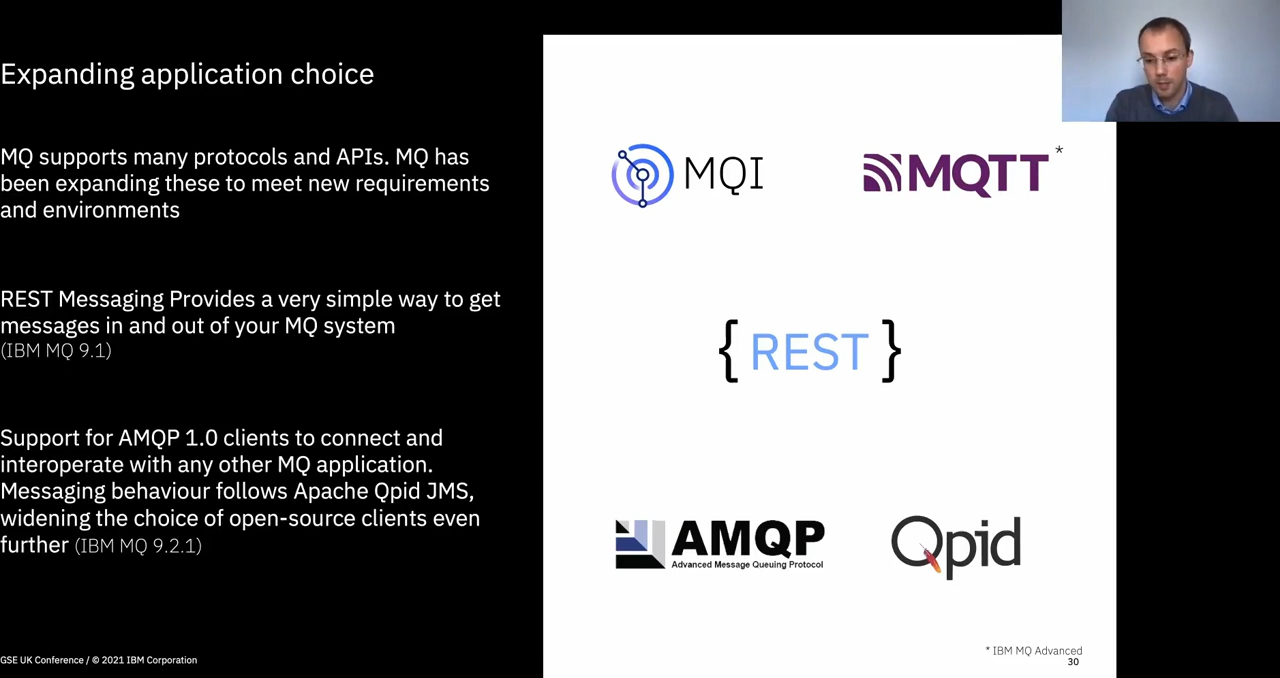 Expanding application choice
MQ supports many protocols and APIs. MQ has
been expanding these to meet new requirements
and environments
REST Messaging Provides a very simple way to get
messages in and out of your MQ system
(IBM MQ 9.1)
Support for AMQP 1.0 clients to connect and
interoperate with any other MQ application.
Messaging behaviour follows Apache Qpid JMS,
widening the choice of open-source clients even
further (IBM MQ 9.2.1)
GSE UK Conference / © 2021 IBM Corporation
MQI
MQTT *
{ REST }
AMQP
Advanced Message Queuing Protocol
Qpid
* IBM MQ Advanced
30